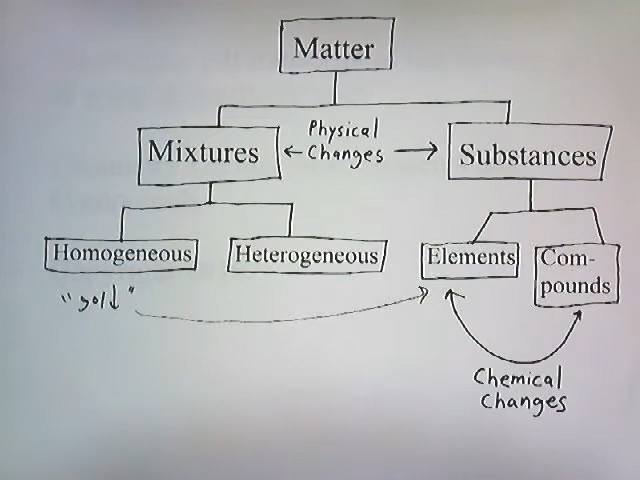 Matter
Physical
Changes
Mixtures
Substances
Homogeneous
Heterogeneous
Elements
Com-
pounds
"gold"
Chemical
Changes